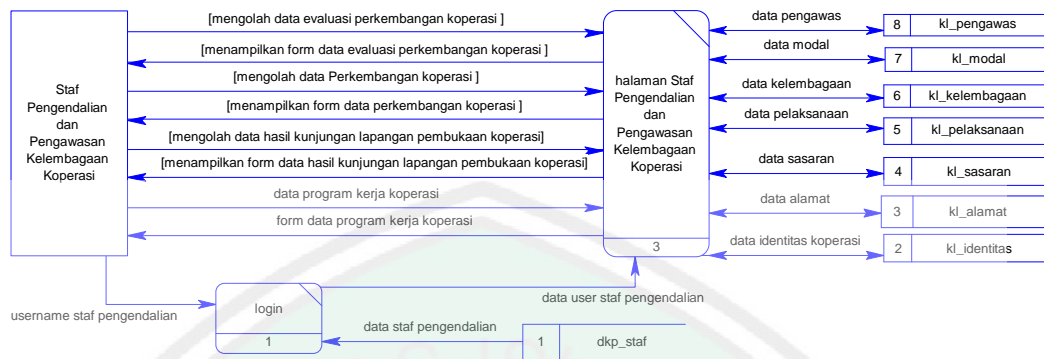 [mengolah data evaluasi perkembangan koperasi ]
[menampilkan form data evaluasi perkembangan koperasi ]
[mengolah data Perkembangan koperasi ]
[menampilkan form data perkembangan koperasi ]
[mengolah data hasil kunjungan lapangan pembukaan koperasi]
[menampilkan form data hasil kunjungan lapangan pembukaan koperasi]
data program kerja koperasi
form data program kerja koperasi
Staf
Pengendalian
dan
Pengawasan
Kelembagaan
Koperasi
halaman Staf
Pengendalian
dan
Pengawasan
Kelembagaan
Koperasi
3
data pengawas
8 kl_pengawas
data modal
7 kl_modal
data kelembagaan
6 kl_kelembagaan
data pelaksanaan
5 kl_pelaksanaan
data sasaran
4 kl_sasaran
data alamat
3 kl_alamat
data identitas koperasi
2 kl_identitas
username staf pengendalian
login
1
data user staf pengendalian
data staf pengendalian
1 dkp_staf